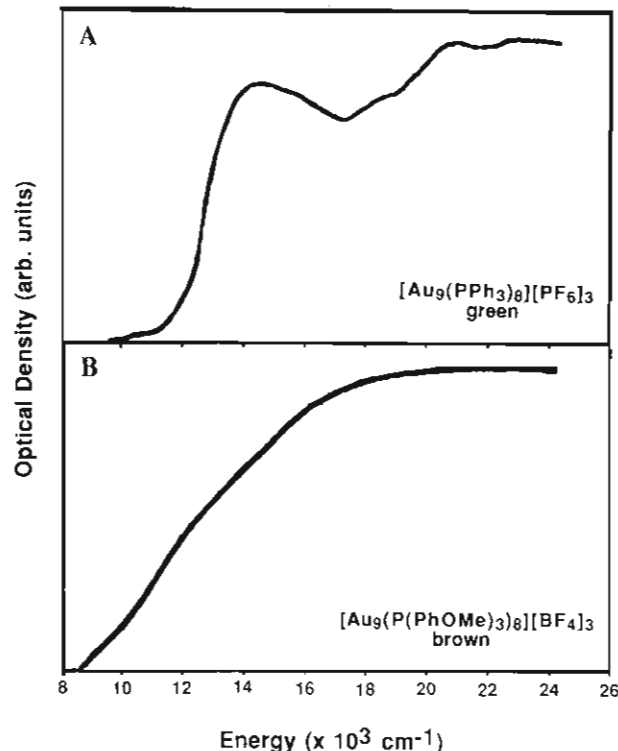 A
Optical Density (arb. units)
[Au₉(PPh₃)₈][PF₆]₃
green
B
[Au₉(P(PhOMe)₃)₈][BF₄]₃
brown
8 10 12 14 16 18 20 22 24 26
Energy (x 10³ cm⁻¹)